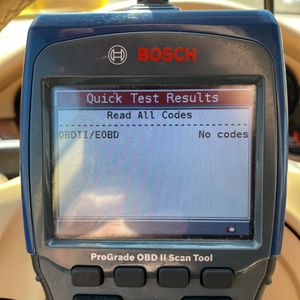 BOSCH
Quick Test Results
Read All Codes
OBDII/EOBD No codes
ProGrade OBD II Scan Tool